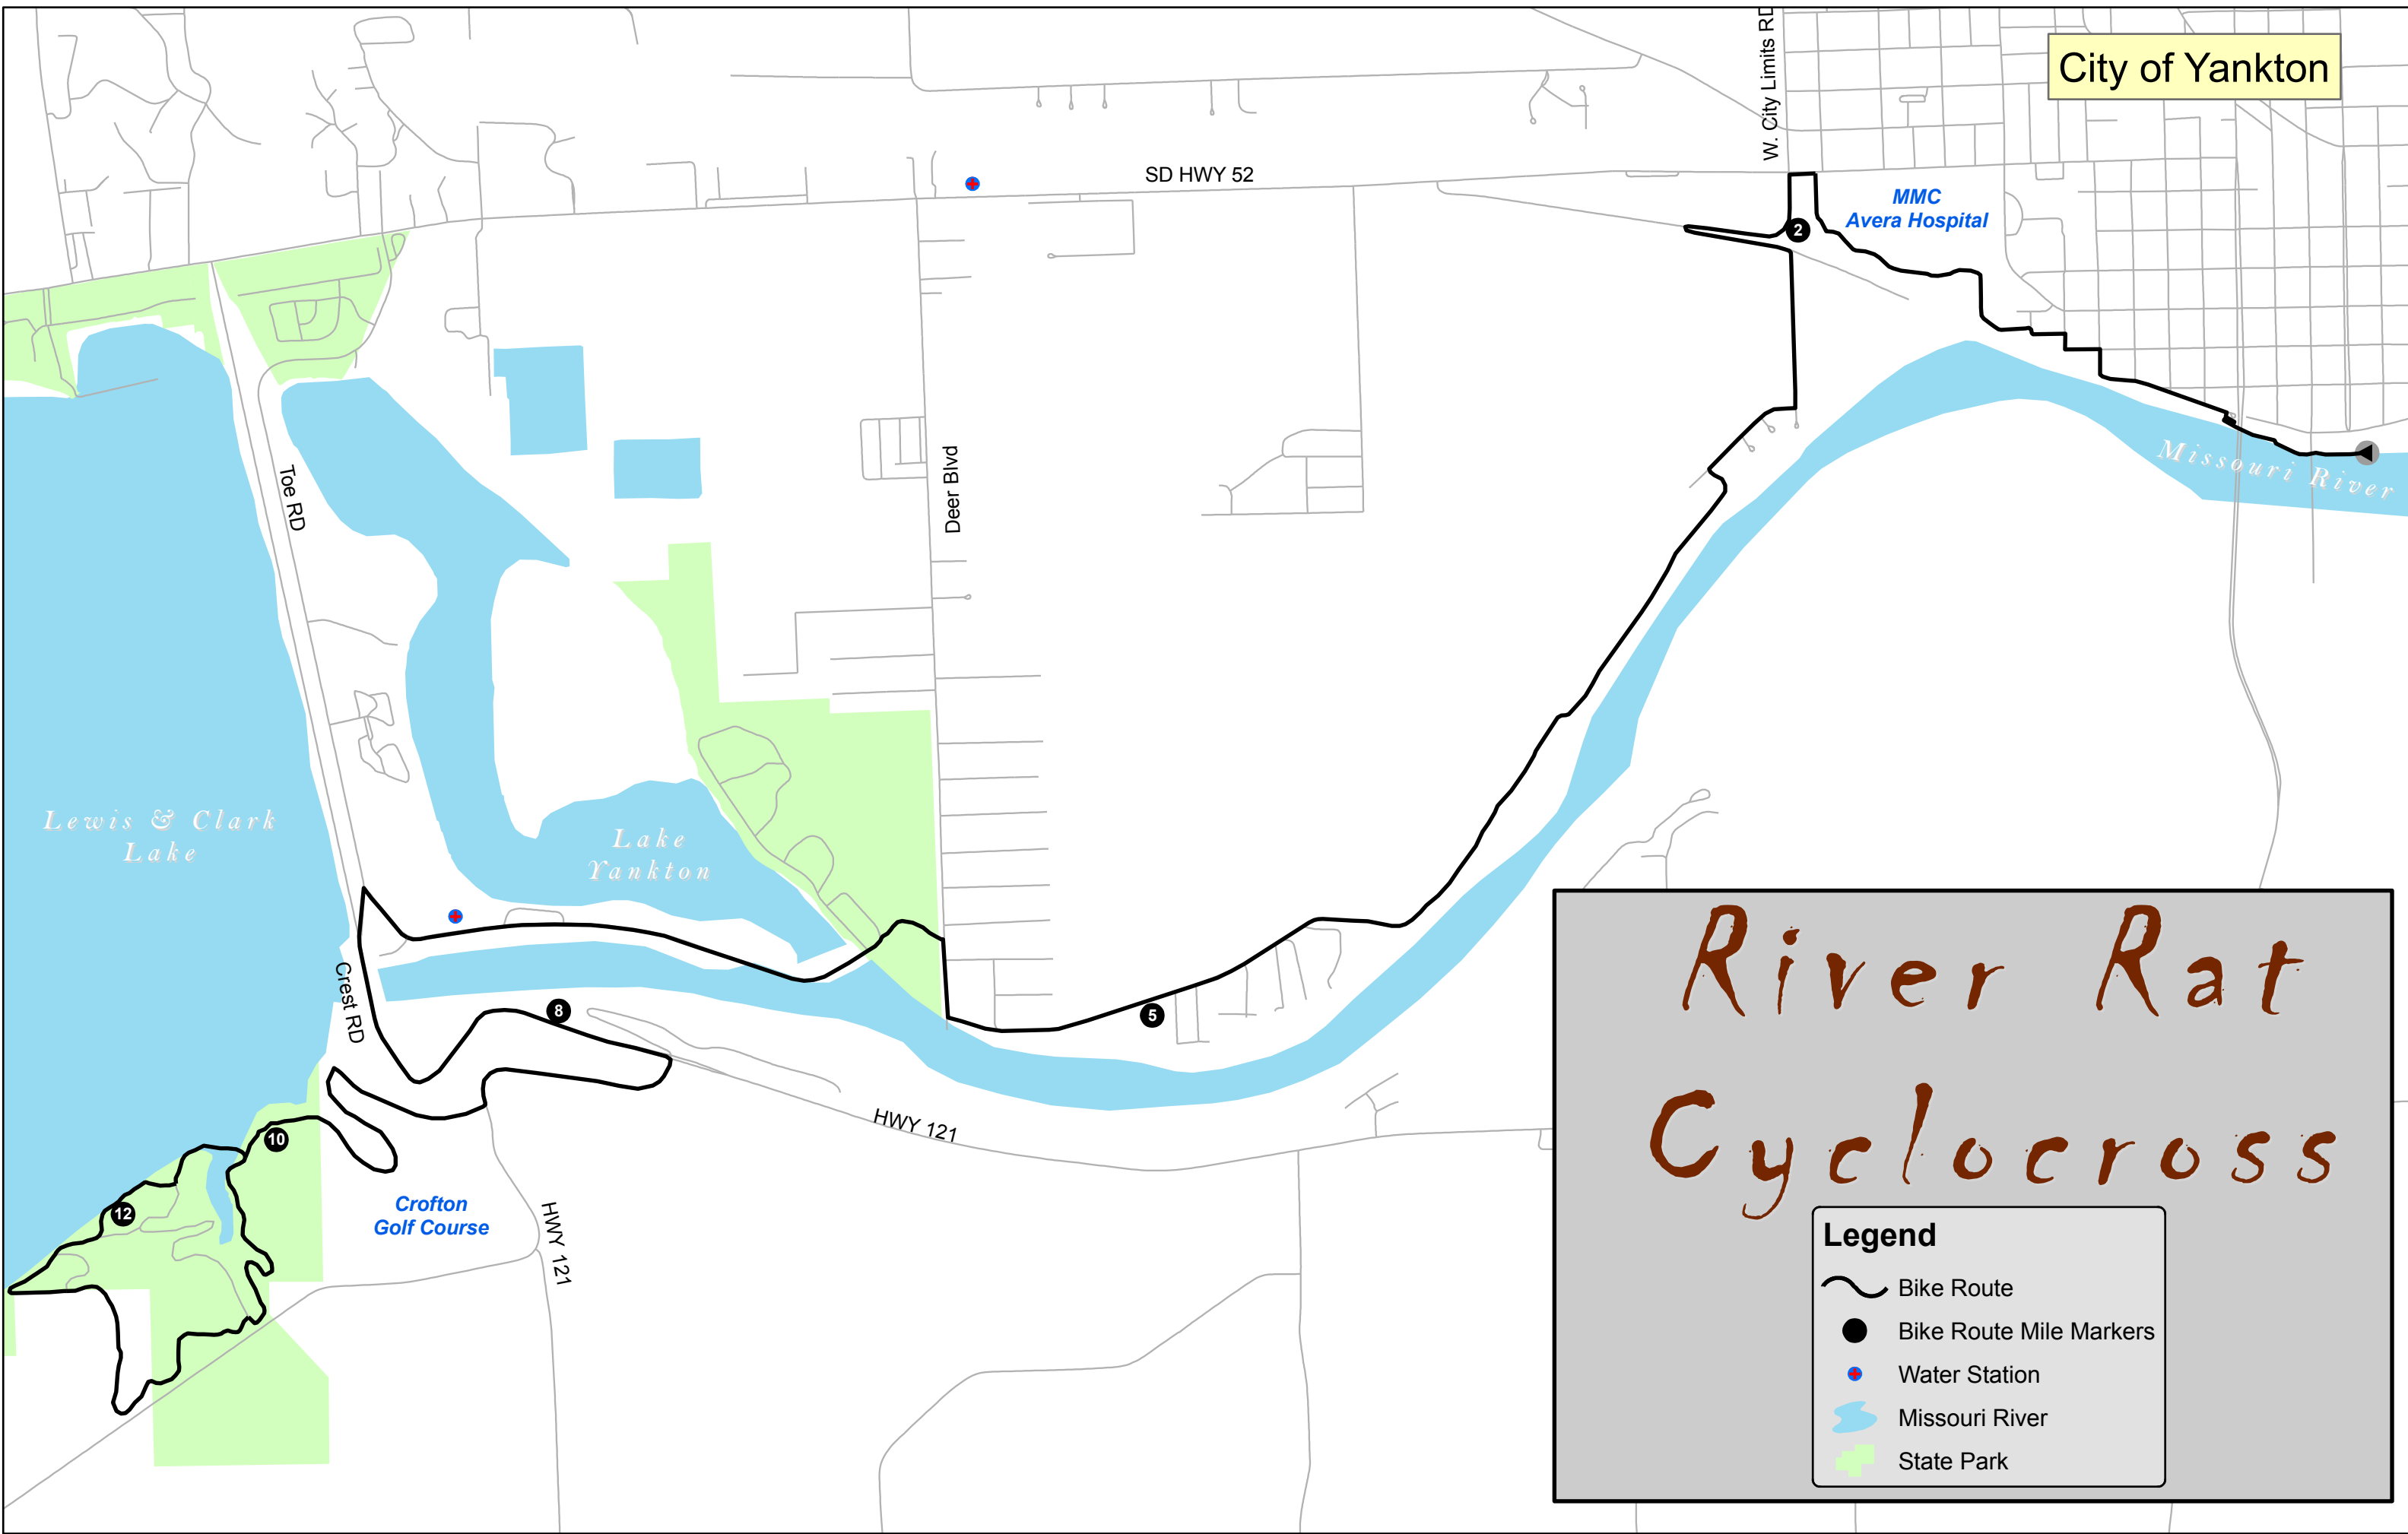 W. City Limits RD
City of Yankton
SD HWY 52
MMC
Avera Hospital
2
Missouri River
Toe RD
Deer Blvd
Lewis & Clark
Lake
Lake
Yankton
Crest RD
8
5
10
12
HWY 121
Crofton
Golf Course
HWY 121
River Rat
Cyclocross
Legend
Bike Route
Bike Route Mile Markers
Water Station
Missouri River
State Park